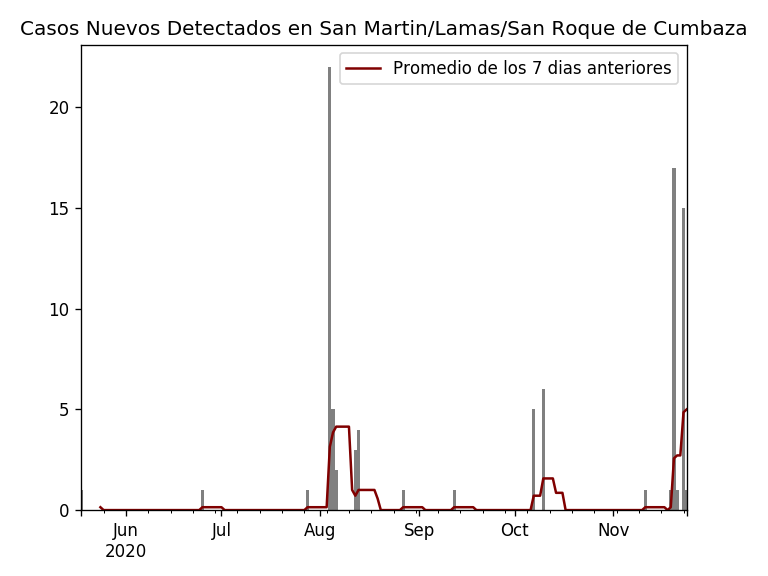 Casos Nuevos Detectados en San Martin/Lamas/San Roque de Cumbaza
Promedio de los 7 dias anteriores
20
15
10
5
0
Jun Jul Aug Sep Oct Nov
2020